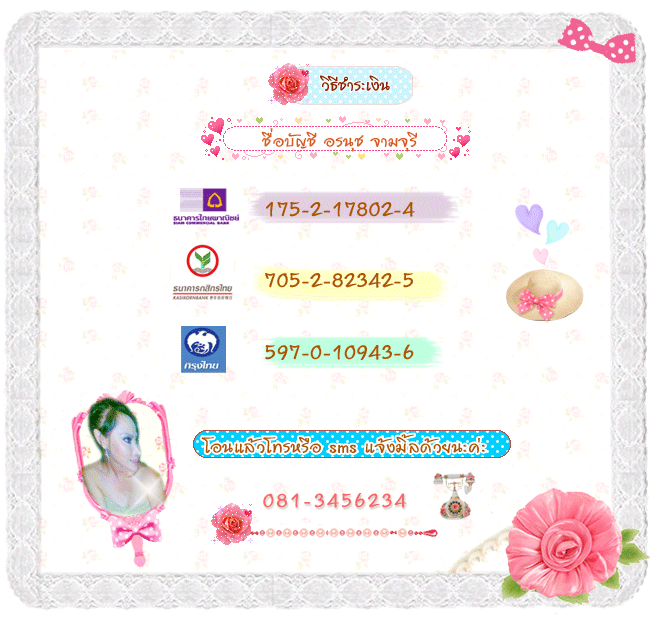 วิธีชำระเงิน
ชื่อบัญชี อรนุช จามจุรี
ธนาคารไทยพาณิชย์
SIAM COMMERCIAL BANK
175-2-17802-4
ธนาคารกสิกรไทย
KASIKORNBANK
705-2-82342-5
กรุงไทย
597-0-10943-6
โอนแล้วโทรหรือ sms แจ้งมิ้ลด้วยนะค่ะ
081-3456234